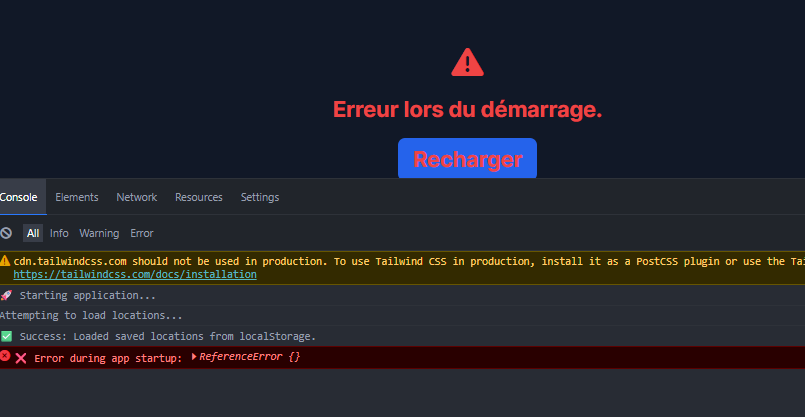 Erreur lors du démarrage.
Recharger
Console Elements Network Resources Settings
All Info Warning Error
cdn.tailwindcss.com should not be used in production. To use Tailwind CSS in production, install it as a PostCSS plugin or use the Tai
https://tailwindcss.com/docs/installation
🚀 Starting application...
Attempting to load locations...
✅ Success: Loaded saved locations from localStorage.
❌ Error during app startup: ▶ReferenceError {}